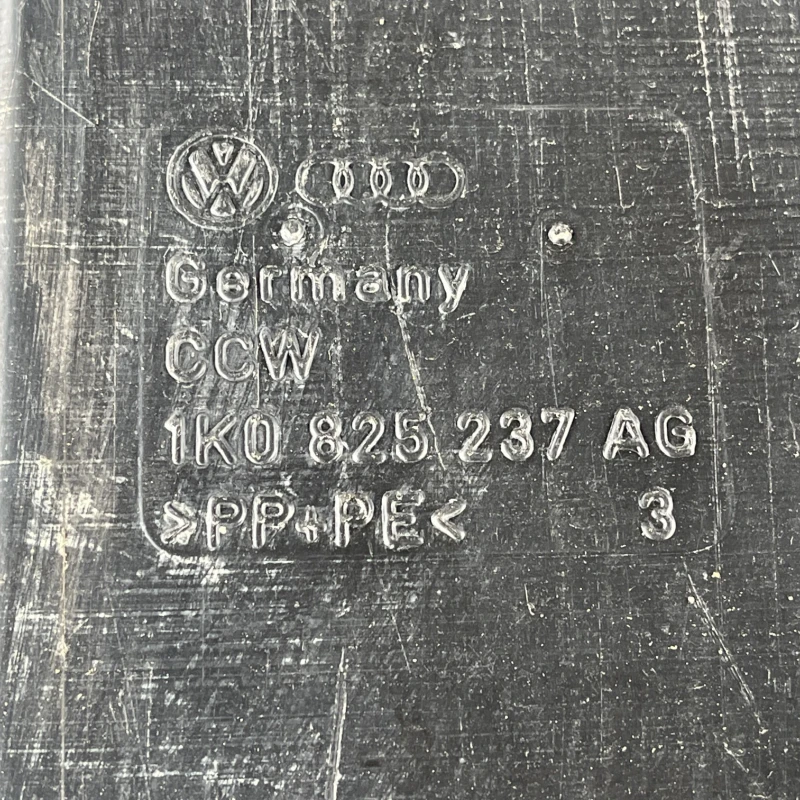 Germany
CCW
1K0 825 237 AG
>PP+PE< 3